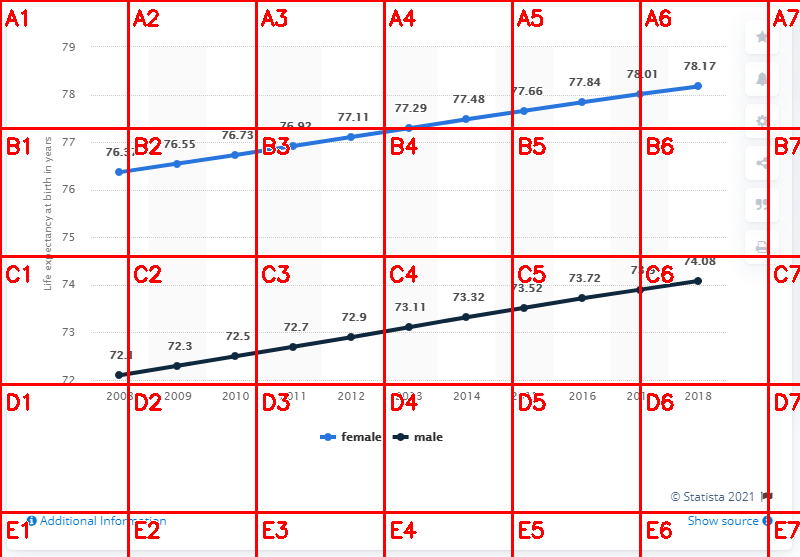 A1 A2 A3 A4 A5 A6 A7
79
78.17
78.01
78
77.84
77.66
77.48
77.29
77.11
76.92
76.73
76.55
77
B1 B2 B3 B4 B5 B6 B7
76
75
Life expectancy at birth in years
C1 C2 C3 C4 C5 C6 C7
74.08
74
73.72
73.52
73.32
73.11
73
72.9
72.7
72.5
72.3
72.1
72
D1 D2 D3 D4 D5 D6 D7
2008 2009 2010 2011 2012 2013 2014 2016 2018
female male
© Statista 2021
Additional Information
Show source
E1 E2 E3 E4 E5 E6 E7